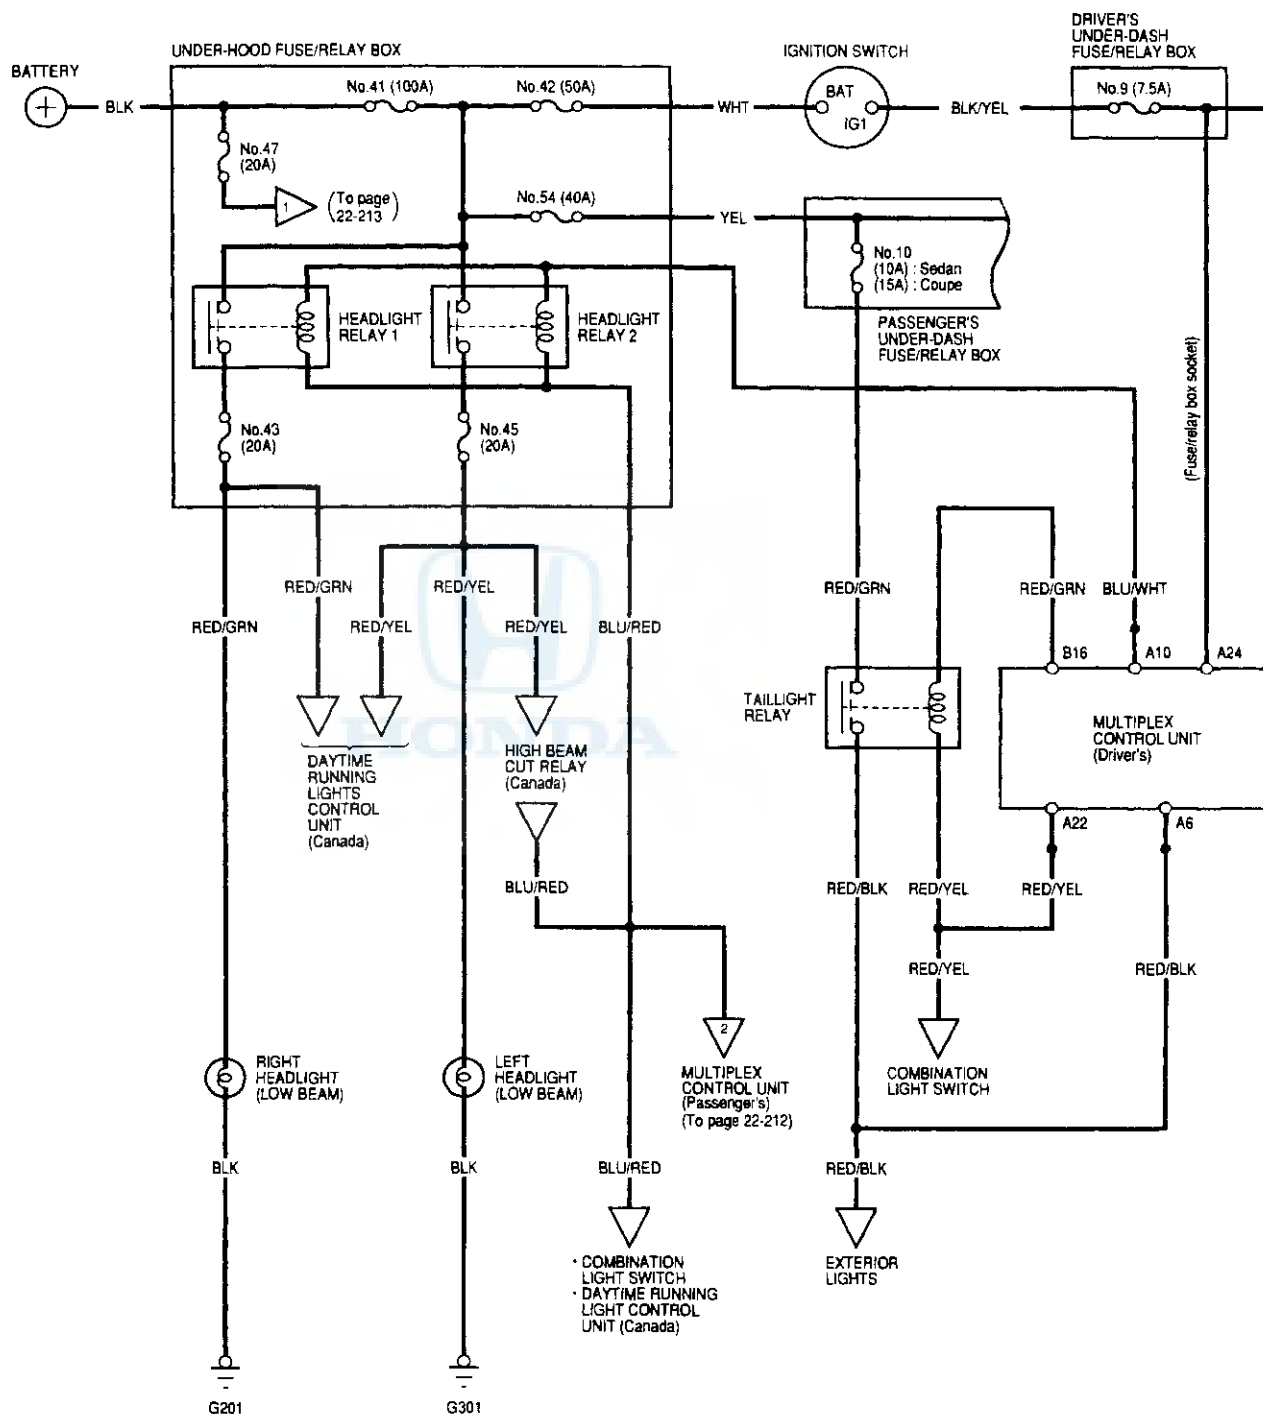 DRIVER'S
UNDER-DASH
FUSE/RELAY BOX
UNDER-HOOD FUSE/RELAY BOX
IGNITION SWITCH
BATTERY
No.41 (100A)
No.42 (50A)
No.9 (7.5A)
BAT
BLK
WHT
BLK/YEL
IG1
No.47
(20A)
1
(To page
22-213)
No.54 (40A)
YEL
No.10
(10A) : Sedan
(15A) : Coupe
HEADLIGHT
RELAY 1
HEADLIGHT
RELAY 2
PASSENGER'S
UNDER-DASH
FUSE/RELAY BOX
(Fuse/relay box socket)
No.43
(20A)
No.45
(20A)
RED/GRN
RED/YEL
RED/GRN
RED/GRN
BLU/WHT
RED/GRN
RED/YEL
RED/YEL
BLU/RED
B16
A10
A24
TAILLIGHT
RELAY
HONDA
MULTIPLEX
CONTROL UNIT
(Driver's)
DAYTIME
RUNNING
LIGHTS
CONTROL
UNIT
(Canada)
HIGH BEAM
CUT RELAY
(Canada)
A22
A6
BLU/RED
RED/BLK
RED/YEL
RED/YEL
RED/YEL
RED/BLK
2
RIGHT
HEADLIGHT
(LOW BEAM)
LEFT
HEADLIGHT
(LOW BEAM)
MULTIPLEX
CONTROL UNIT
(Passenger's)
(To page 22-212)
COMBINATION
LIGHT SWITCH
BLK
BLK
BLU/RED
RED/BLK
· COMBINATION
LIGHT SWITCH
· DAYTIME RUNNING
LIGHT CONTROL
UNIT (Canada)
EXTERIOR
LIGHTS
G201
G301